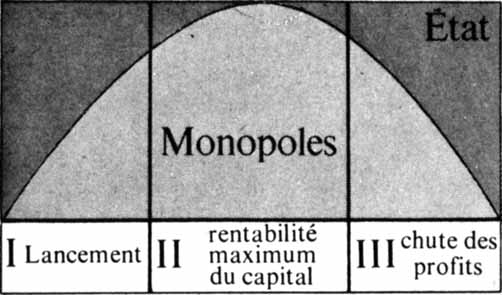 État
Monopoles
I Lancement
II rentabilité
maximum
du capital
III chute des
profits